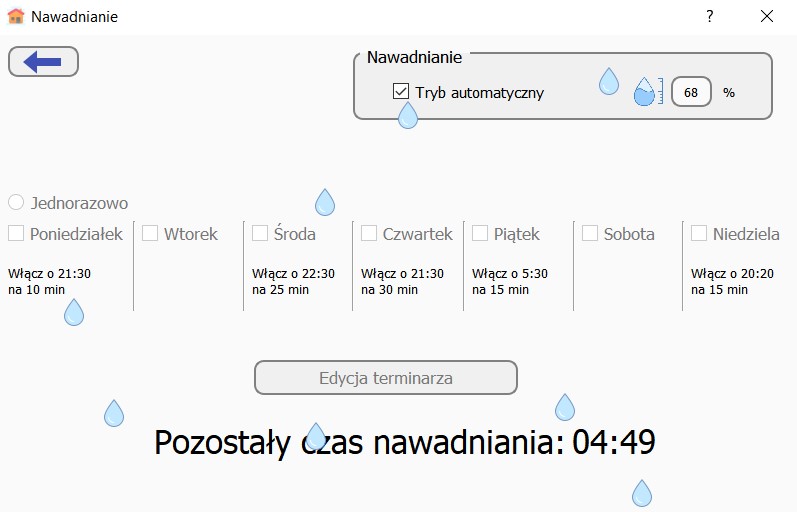 Nawadnianie
?
Nawadnianie
Tryb automatyczny
68 %
Jednorazowo
Poniedziałek Wtorek Środa Czwartek Piątek Sobota Niedziela
Włącz o 21:30 Włącz o 22:30 Włącz o 21:30 Włącz o 5:30 Włącz o 20:20
na 10 min na 25 min na 30 min na 15 min na 15 min
Edycja terminarza
Pozostały czas nawadniania: 04:49